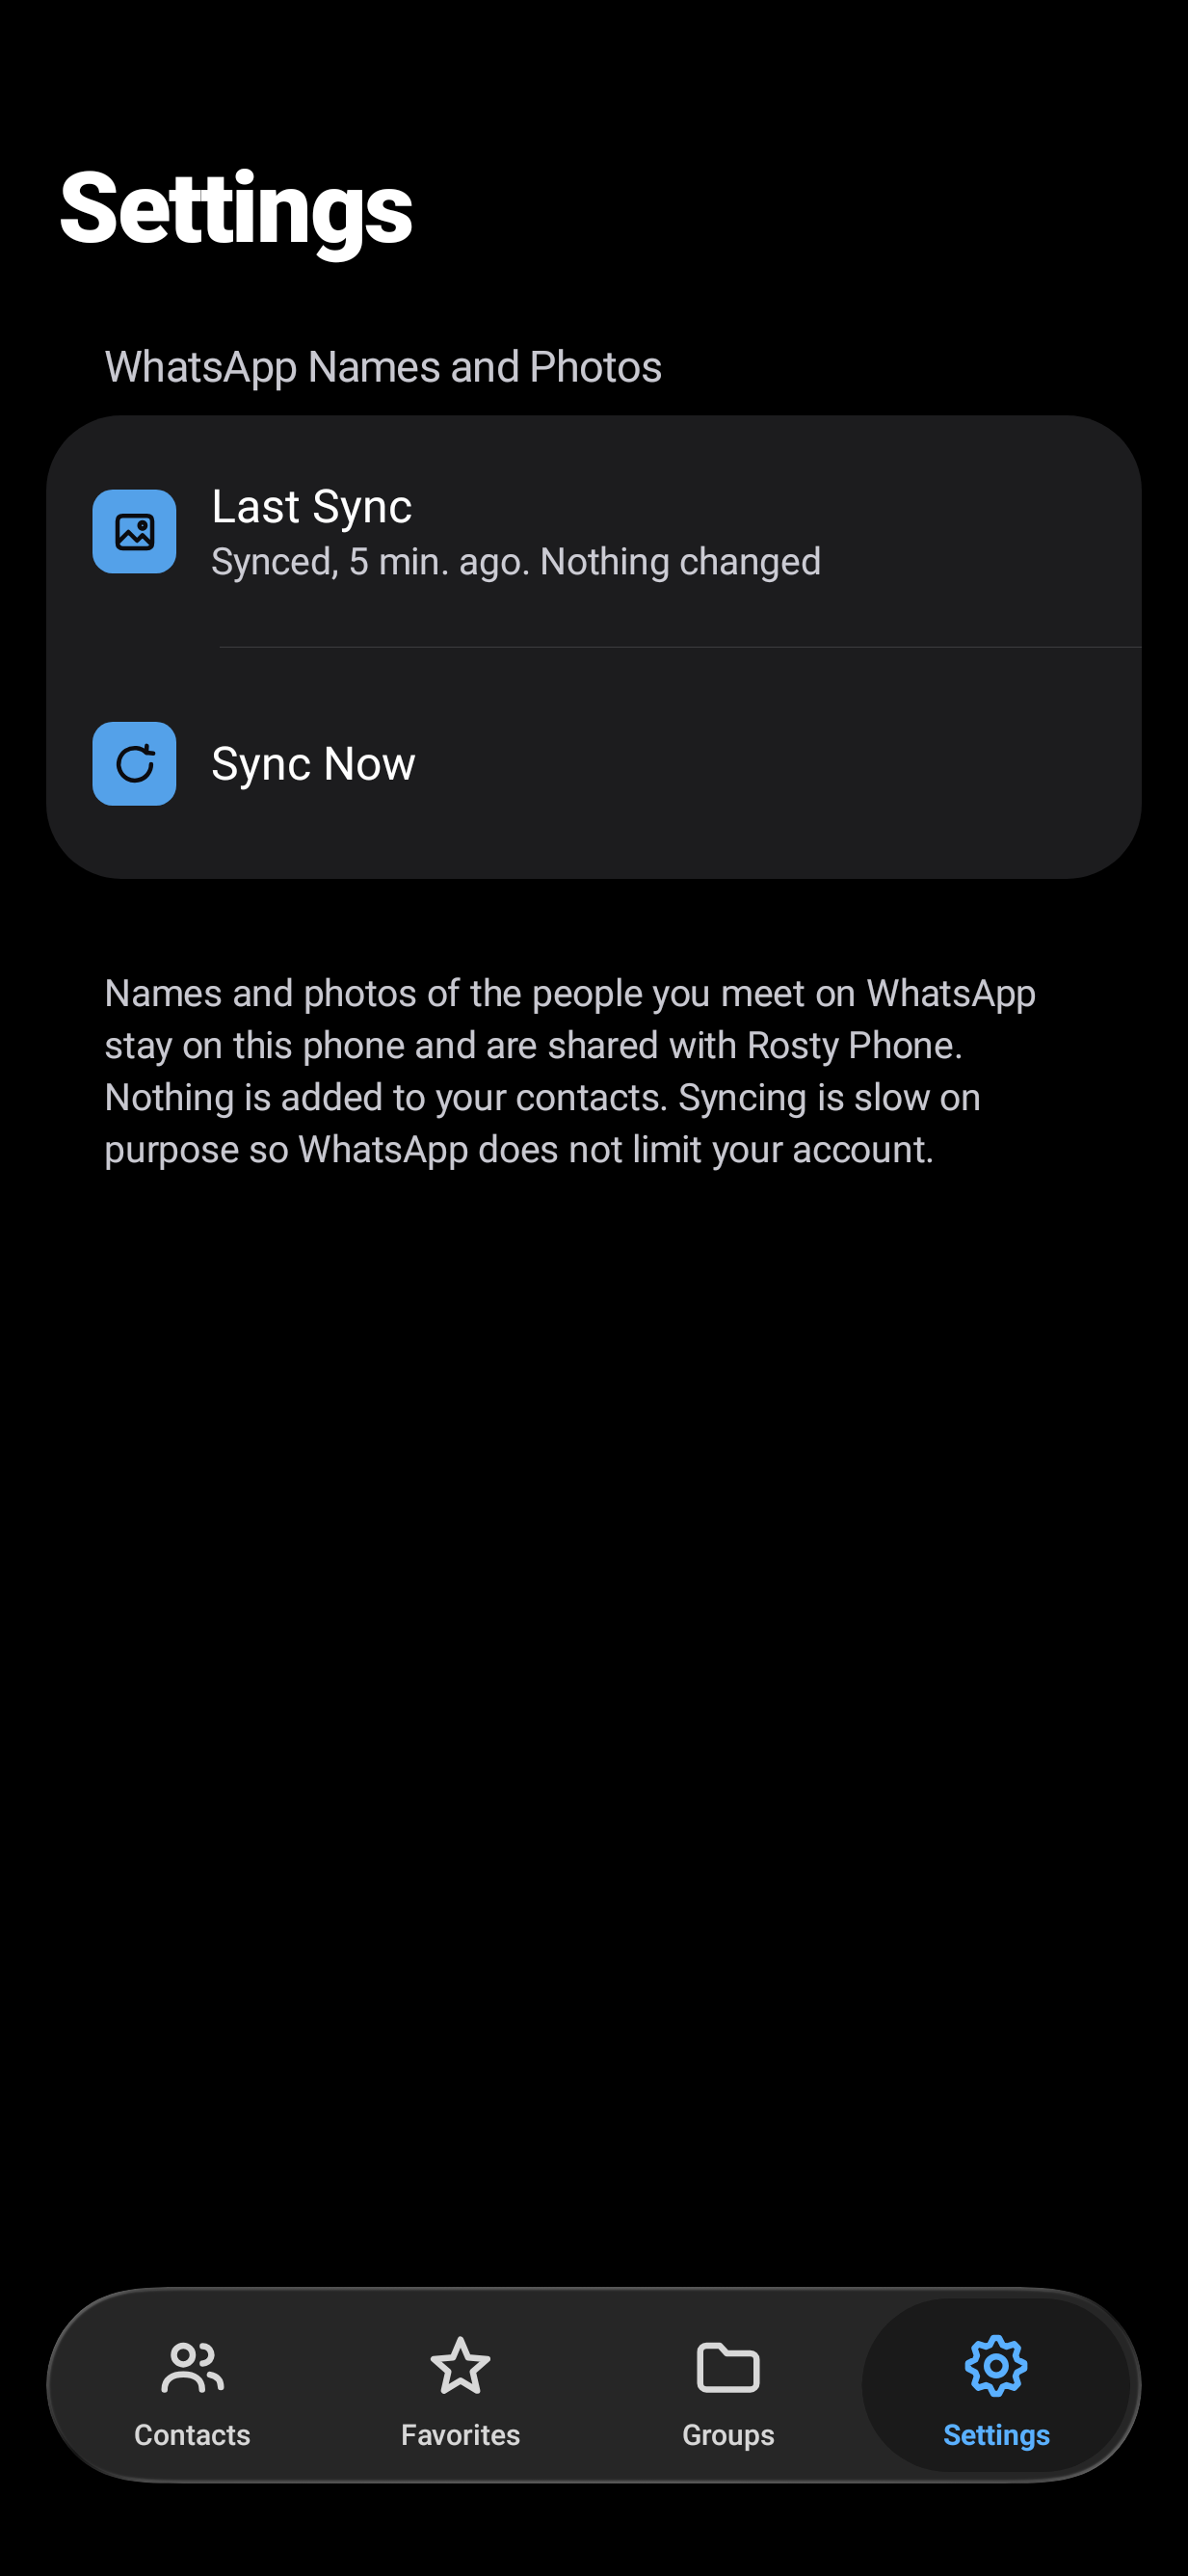 Settings
WhatsApp Names and Photos
Last Sync
Synced, 5 min. ago. Nothing changed
Sync Now
Names and photos of the people you meet on WhatsApp
stay on this phone and are shared with Rosty Phone.
Nothing is added to your contacts. Syncing is slow on
purpose so WhatsApp does not limit your account.
Contacts
Favorites
Groups
Settings